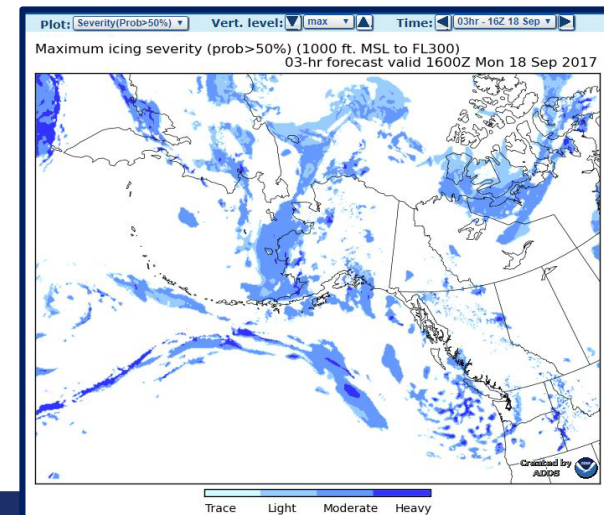 Plot: Severity(Prob>50%) Vert. level: max Time: 03hr - 16Z 18 Sep
Maximum icing severity (prob>50%) (1000 ft. MSL to FL300)
03-hr forecast valid 1600Z Mon 18 Sep 2017
Created by
ADDS
Trace Light Moderate Heavy